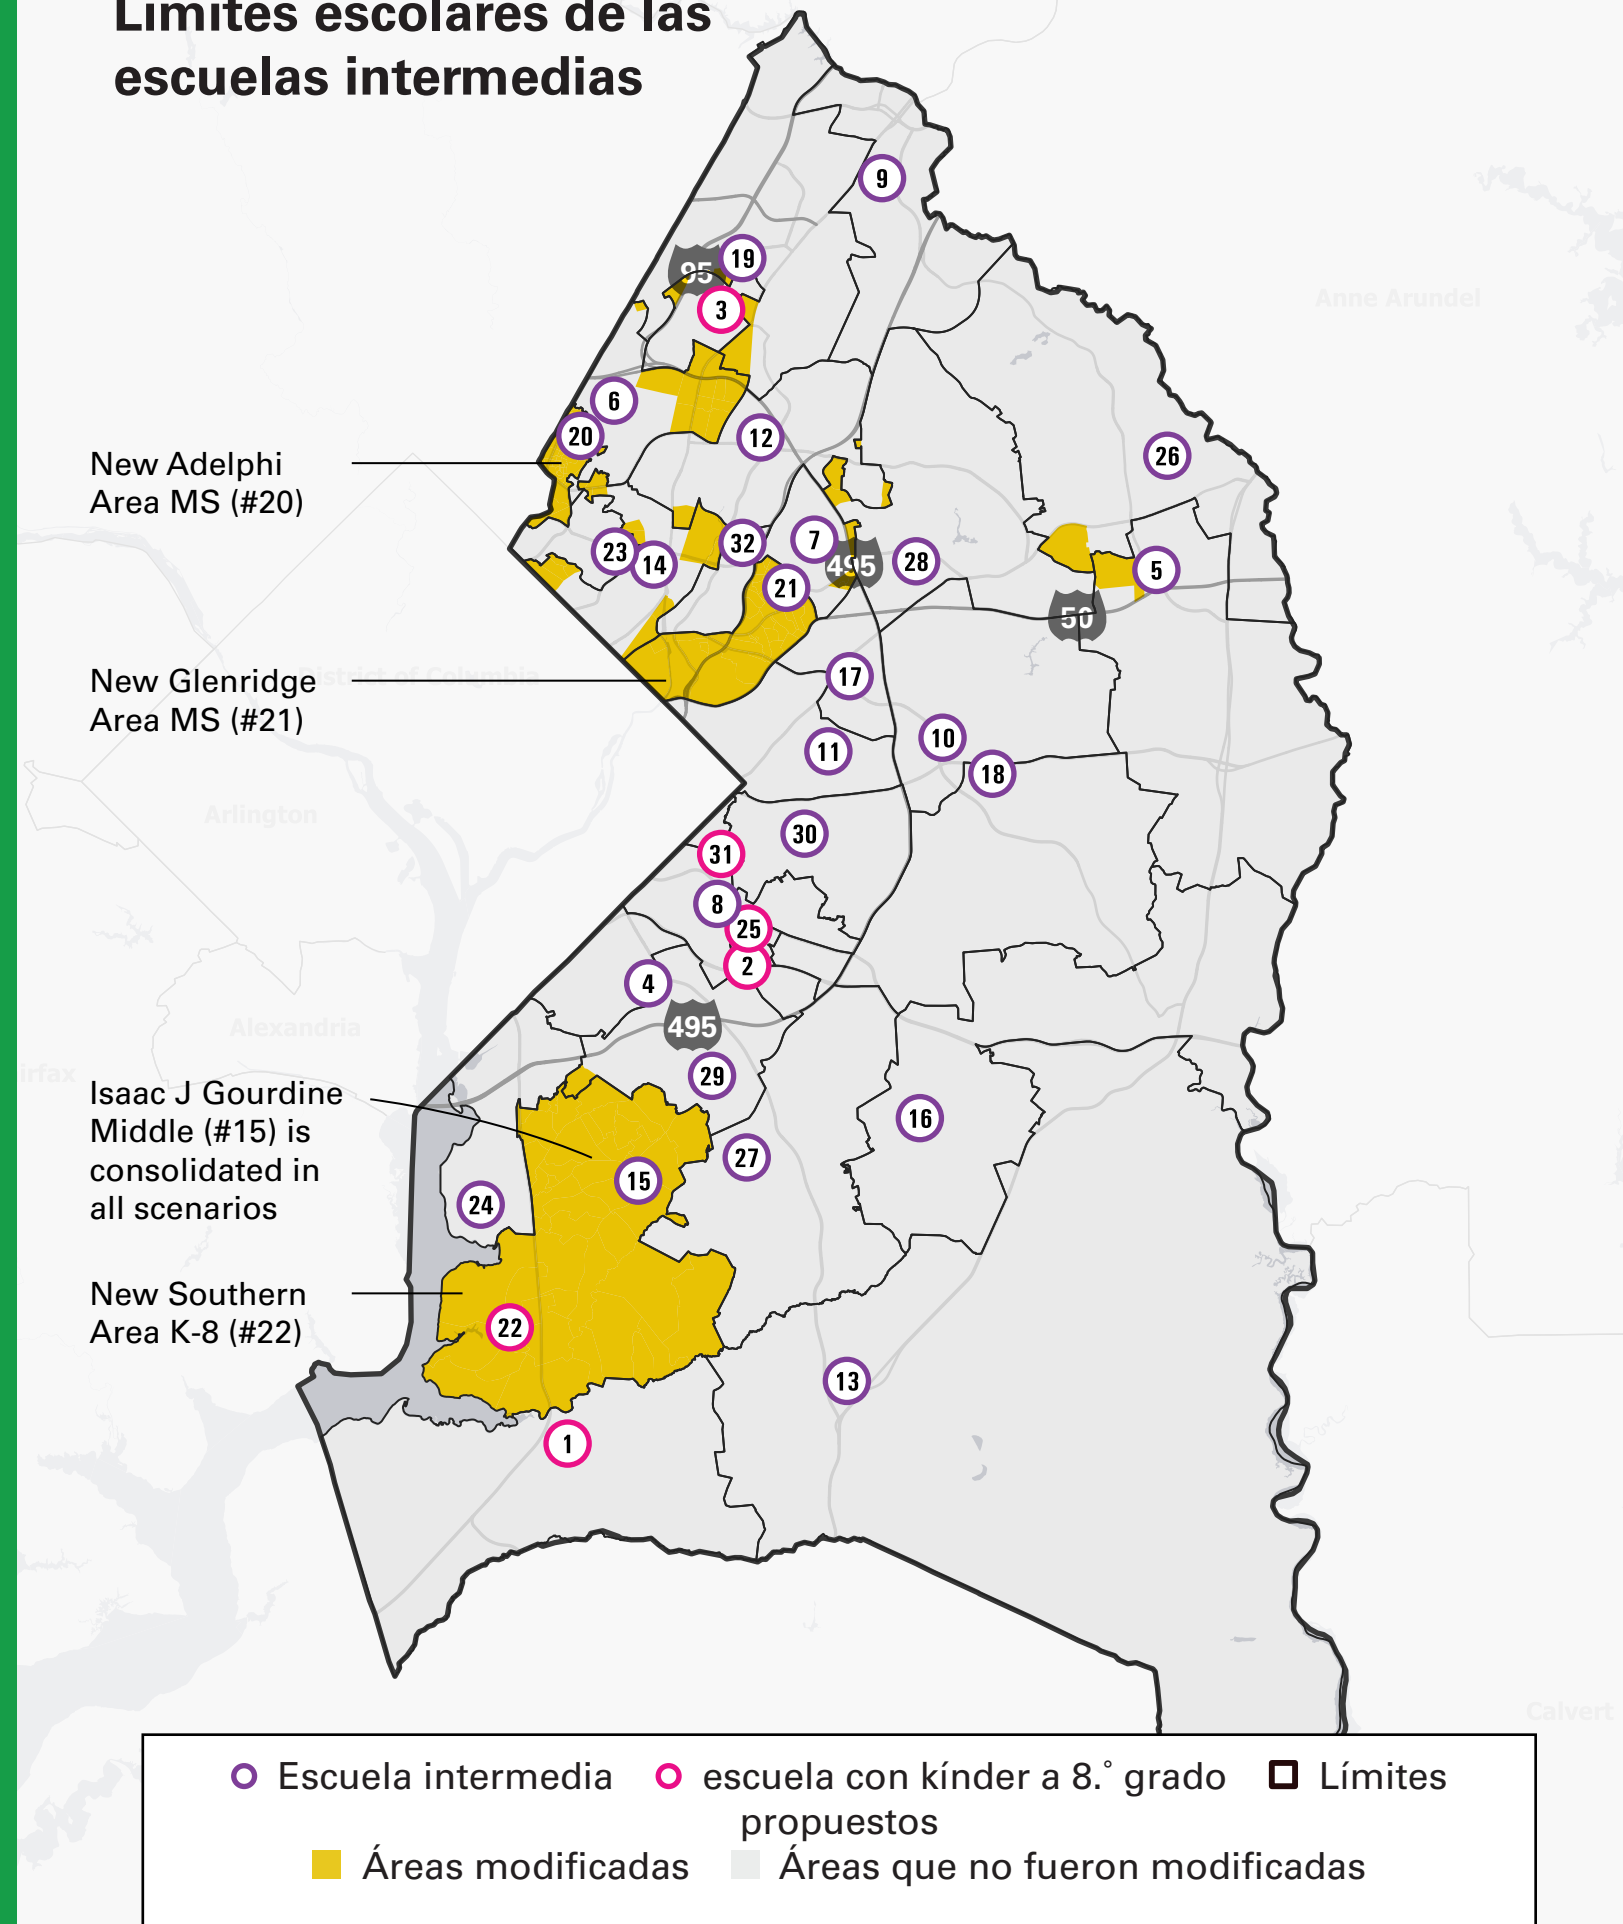 Límites escolares de las
escuelas intermedias
9
19
95
3
Anne Arundel
6
20
12
26
New Adelphi
Area MS (#20)
23
14
32
7
495
28
5
21
50
New Glenridge
Area MS (#21)
District of Columbia
17
10
11
18
Arlington
30
31
8
25
2
4
Alexandria
495
irfax
29
Isaac J Gourdine
Middle (#15) is
consolidated in
all scenarios
16
27
15
24
New Southern
Area K-8 (#22)
22
13
1
Calvert
Escuela intermedia
escuela con kínder a 8.° grado
Límites
propuestos
Áreas modificadas
Áreas que no fueron modificadas